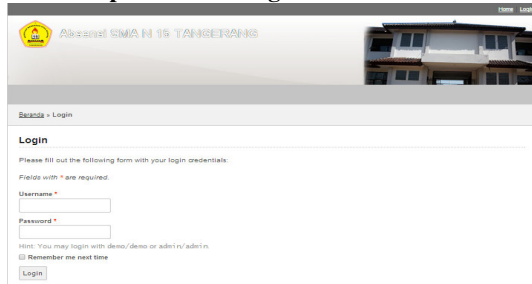 Home Login
Absensi SMA N 15 TANGERANG
Beranda » Login
Login
Please fill out the following form with your login credentials:
Fields with * are required.
Username *
Password *
Hint: You may login with demo/demo or admin/admin.
Remember me next time
Login